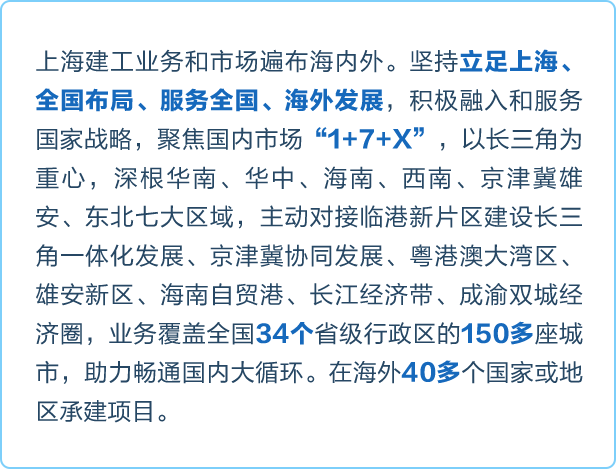 上海建工业务和市场遍布海内外。坚持立足上海、
全国布局、服务全国、海外发展，积极融入和服务
国家战略，聚焦国内市场“1+7+X”，以长三角为
重心，深根华南、华中、海南、西南、京津冀雄
安、东北七大区域，主动对接临港新片区建设长三
角一体化发展、京津冀协同发展、粤港澳大湾区、
雄安新区、海南自贸港、长江经济带、成渝双城经
济圈，业务覆盖全国34个省级行政区的150多座城
市，助力畅通国内大循环。在海外40多个国家或地
区承建项目。